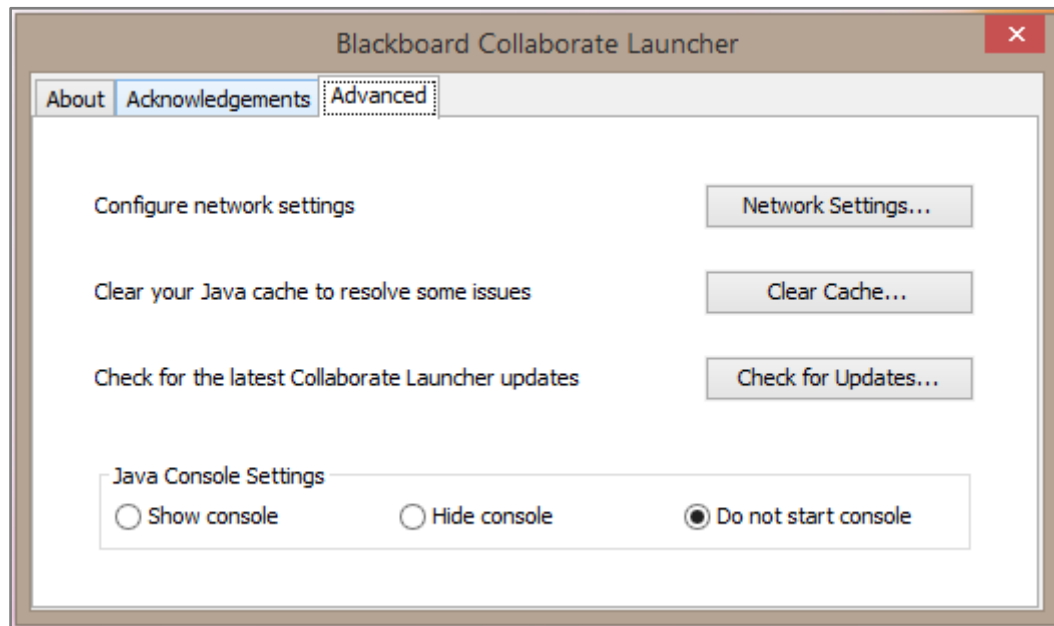 Blackboard Collaborate Launcher
About Acknowledgements Advanced
Configure network settings Network Settings...
Clear your Java cache to resolve some issues Clear Cache...
Check for the latest Collaborate Launcher updates Check for Updates...
Java Console Settings
Show console Hide console Do not start console